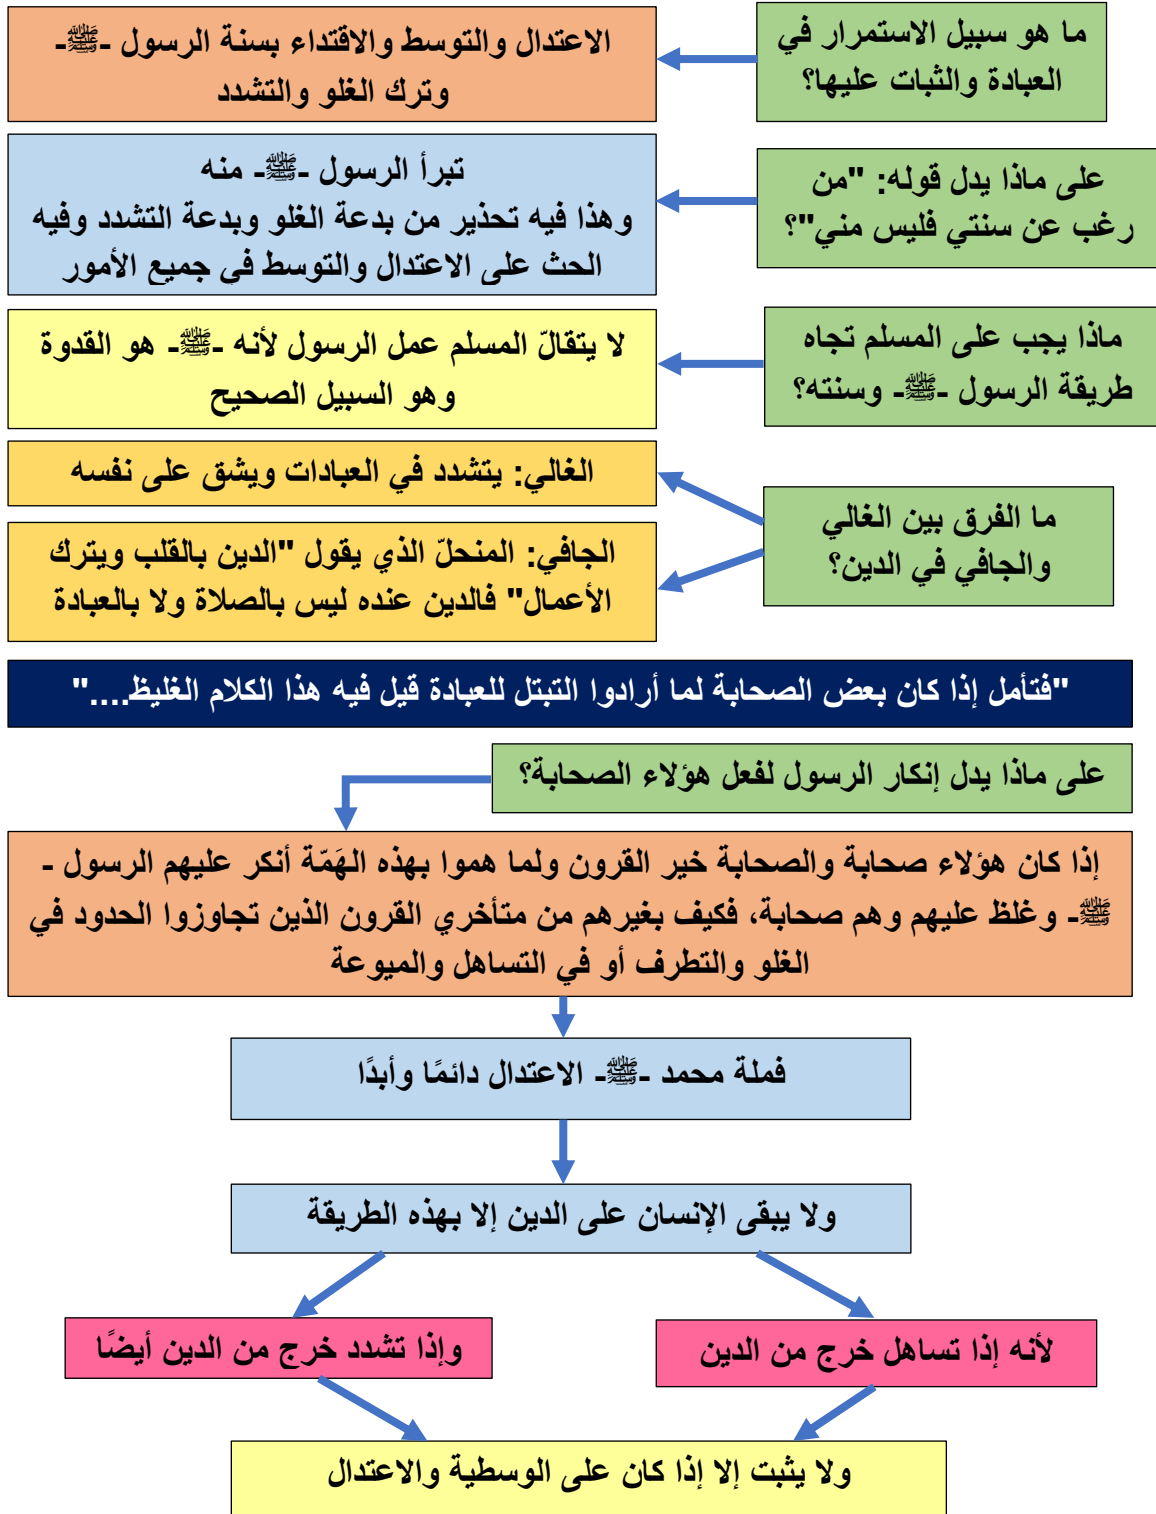 ما هو سبيل الاستمرار في
العبادة والثبات عليها؟
الاعتدال والتوسط والاقتداء بسنة الرسول -ﷺ-
وترك الغلو والتشدد
على ماذا يدل قوله: "من
رغب عن سنتي فليس مني"؟
تبرأ الرسول -ﷺ- منه
وهذا فيه تحذير من بدعة الغلو وبدعة التشدد وفيه
الحث على الاعتدال والتوسط في جميع الأمور
ماذا يجب على المسلم تجاه
طريقة الرسول -ﷺ- وسنته؟
لا يتقالّ المسلم عمل الرسول لأنه -ﷺ- هو القدوة
وهو السبيل الصحيح
ما الفرق بين الغالي
والجافي في الدين؟
الغالي: يتشدد في العبادات ويشق على نفسه
الجافي: المنحلّ الذي يقول "الدين بالقلب ويترك
الأعمال" فالدين عنده ليس بالصلاة ولا بالعبادة
"فتأمل إذا كان بعض الصحابة لما أرادوا التبتل للعبادة قيل فيه هذا الكلام الغليظ...."
على ماذا يدل إنكار الرسول لفعل هؤلاء الصحابة؟
إذا كان هؤلاء صحابة والصحابة خير القرون ولما هموا بهذه الهَمّة أنكر عليهم الرسول -
ﷺ- وغلظ عليهم وهم صحابة، فكيف بغيرهم من متأخري القرون الذين تجاوزوا الحدود في
الغلو والتطرف أو في التساهل والميوعة
فملة محمد -ﷺ- الاعتدال دائمًا وأبدًا
ولا يبقى الإنسان على الدين إلا بهذه الطريقة
لأنه إذا تساهل خرج من الدين
وإذا تشدد خرج من الدين أيضًا
ولا يثبت إلا إذا كان على الوسطية والاعتدال